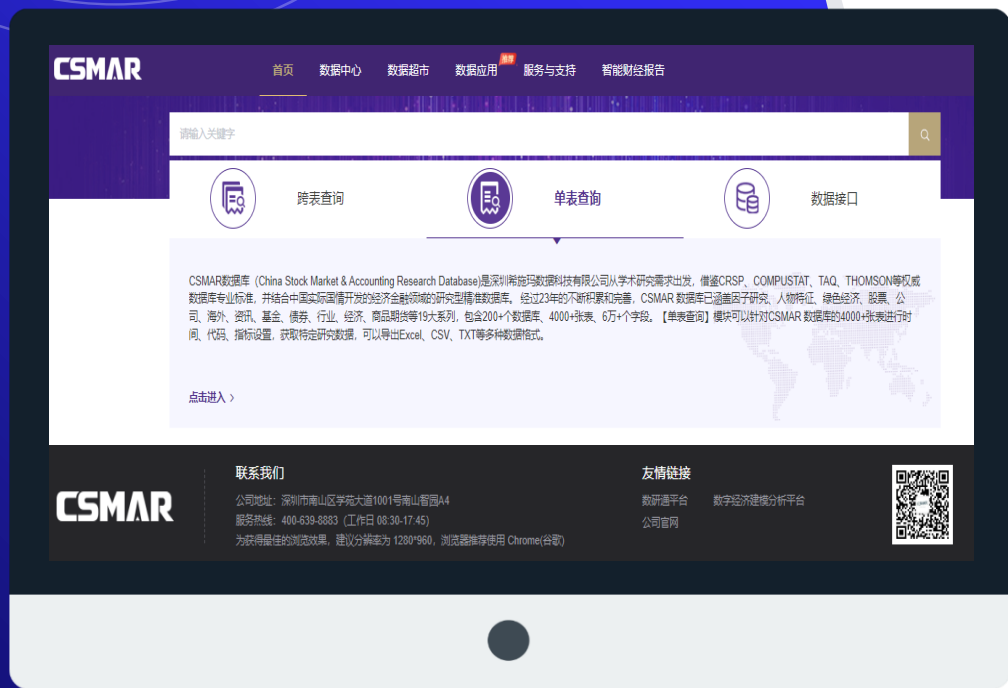 CSMAR
首页 数据中心 数据超市 数据应用 推荐 服务与支持 智能财经报告
请输入关键字
跨表查询 单表查询 数据接口
CSMAR数据库（China Stock Market & Accounting Research Database)是深圳希施玛数据科技有限公司从学术研究需求出发，借鉴CRSP、COMPUSTAT、TAQ、THOMSON等权威
数据库专业标准，并结合中国实际国情开发的经济金融领域的研究型精准数据库。 经过23年的不断积累和完善，CSMAR 数据库已涵盖因子研究、人物特征、绿色经济、股票、公
司、海外、资讯、基金、债券、行业、经济、商品期货等19大系列，包含200+个数据库、4000+张表、6万+个字段。【单表查询】模块可以针对CSMAR 数据库的4000+张表进行时
间、代码、指标设置，获取特定研究数据，可以导出Excel、CSV、TXT等多种数据格式。
点击进入 >
CSMAR
联系我们
公司地址：深圳市南山区学苑大道1001号南山智园A4
服务热线：400-639-8883（工作日 08:30-17:45)
为获得最佳的浏览效果，建议分辨率为 1280*960，浏览器推荐使用 Chrome(谷歌)
友情链接
数研通平台 数字经济建模分析平台
公司官网